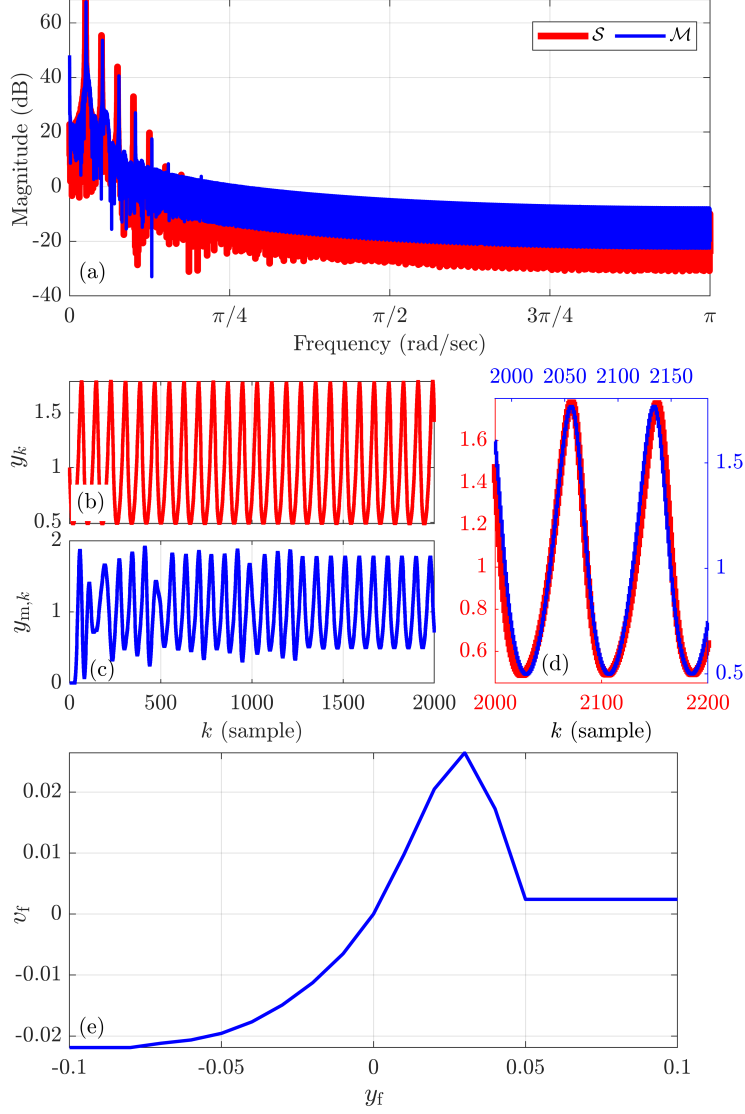 60
40
20
0
-20
-40
Magnitude (dB)
𝒮 ℳ
(a)
0 π/4 π/2 3π/4 π
Frequency (rad/sec)
1.5
1
0.5
y_k
(b)
2
1
0
y_{m,k}
(c)
0 500 1000 1500 2000
k (sample)
2000 2050 2100 2150
1.6
1.4
1.2
1
0.8
0.6
1.5
1
0.5
(d)
2000 2100 2200
k (sample)
0.02
0.01
0
-0.01
-0.02
v_f
(e)
-0.1 -0.05 0 0.05 0.1
y_f